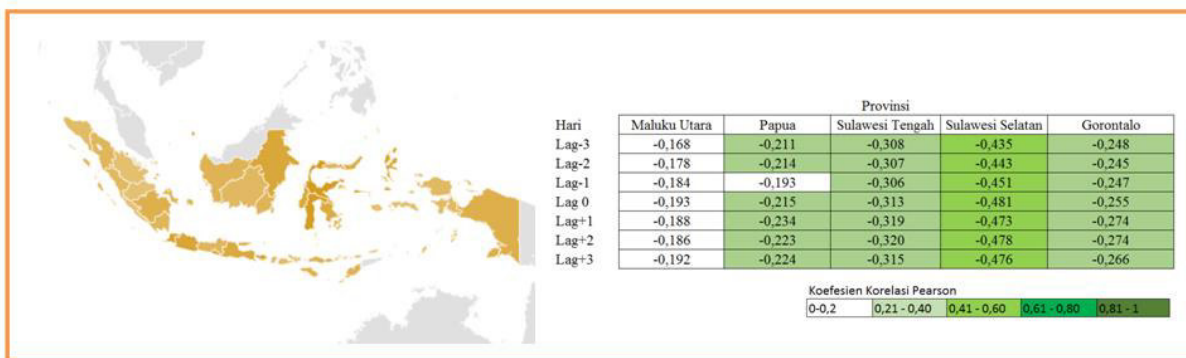 Provinsi
Hari Maluku Utara Papua Sulawesi Tengah Sulawesi Selatan Gorontalo
Lag-3 -0,168 -0,211 -0,308 -0,435 -0,248
Lag-2 -0,178 -0,214 -0,307 -0,443 -0,245
Lag-1 -0,184 -0,193 -0,306 -0,451 -0,247
Lag 0 -0,193 -0,215 -0,313 -0,481 -0,255
Lag+1 -0,188 -0,234 -0,319 -0,473 -0,274
Lag+2 -0,186 -0,223 -0,320 -0,478 -0,274
Lag+3 -0,192 -0,224 -0,315 -0,476 -0,266
Koefesien Korelasi Pearson
0-0,2 0,21 - 0,40 0,41 - 0,60 0,61 - 0,80 0,81 - 1